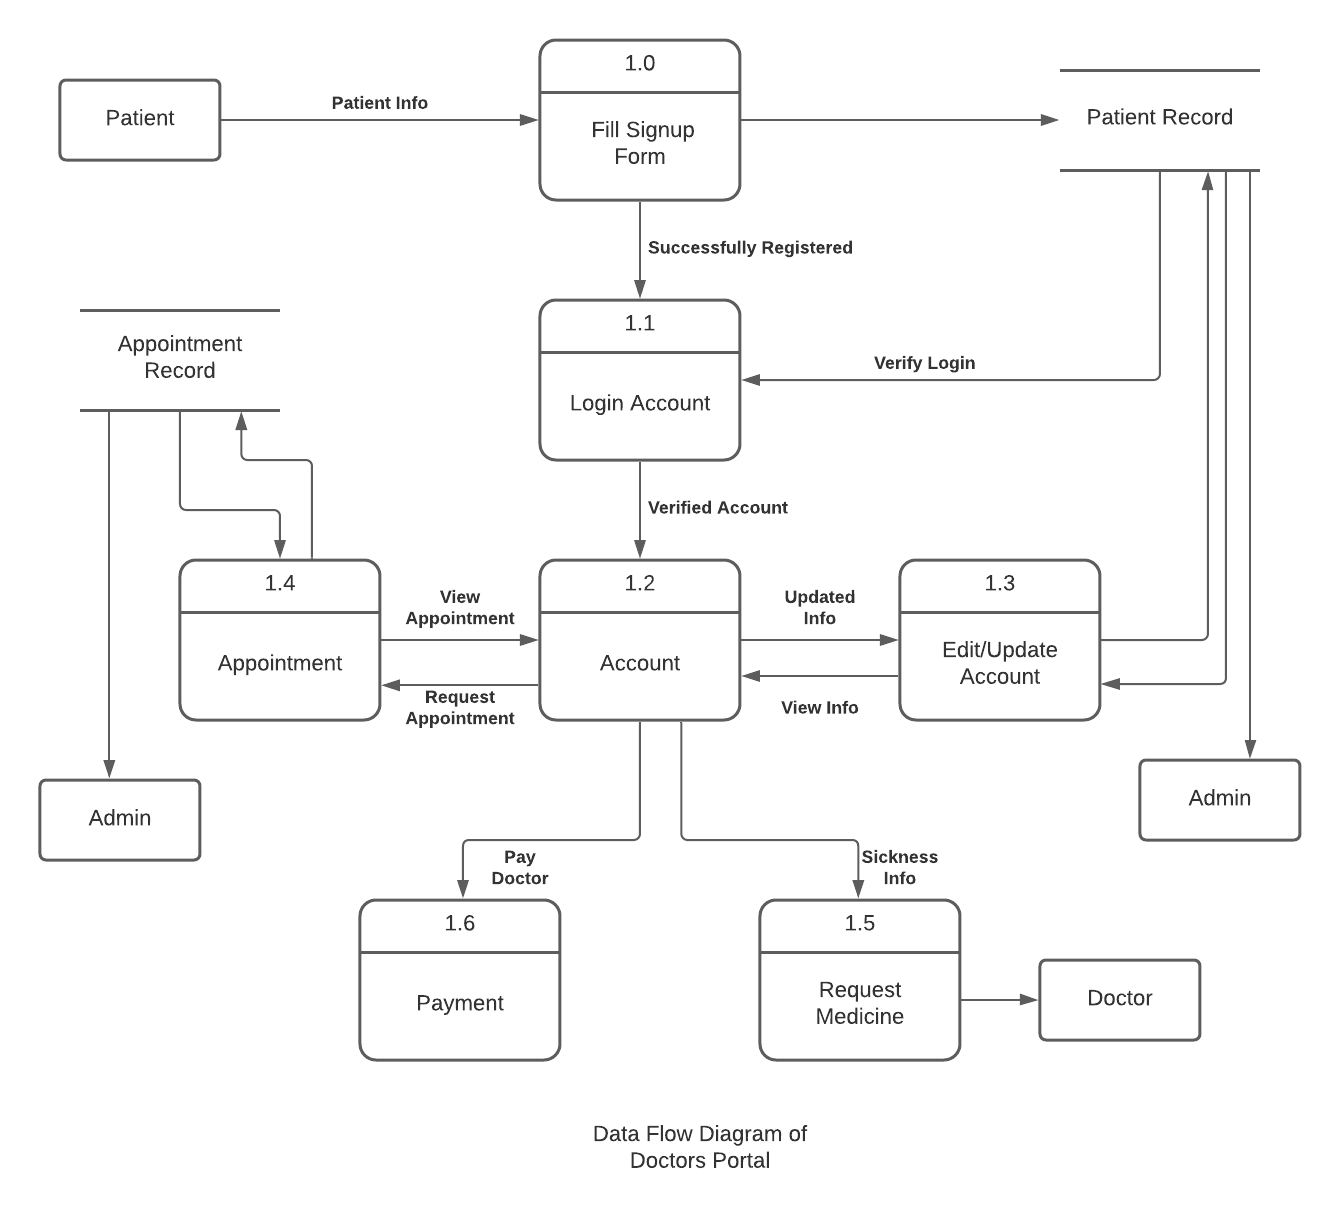 1.0
Patient
Patient Info
Fill Signup
Form
Patient Record
Successfully Registered
Appointment
Record
1.1
Login Account
Verify Login
Verified Account
1.4
Appointment
View
Appointment
Request
Appointment
1.2
Account
Updated
Info
View Info
1.3
Edit/Update
Account
Admin
Admin
Pay
Doctor
Sickness
Info
1.6
Payment
1.5
Request
Medicine
Doctor
Data Flow Diagram of
Doctors Portal